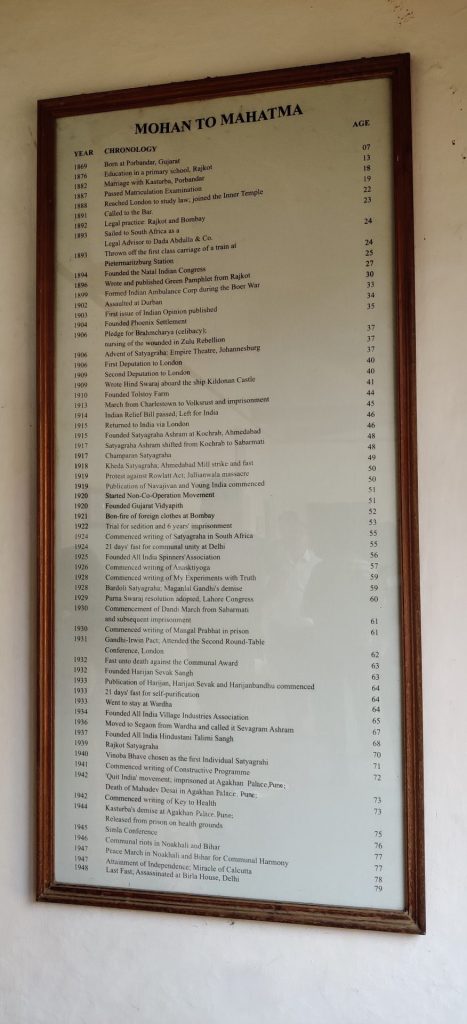 MOHAN TO MAHATMA
YEAR CHRONOLOGY AGE
1869 Born at Porbandar, Gujarat
1876 Education in a primary school, Rajkot 07
1882 Marriage with Kasturba, Porbandar 13
1887 Passed Matriculation Examination 18
1888 Reached London to study law; joined the Inner Temple 19
1891 Called to the Bar. 22
1892 Legal practice: Rajkot and Bombay 23
1893 Sailed to South Africa as a
Legal Advisor to Dada Abdulla & Co. 24
1893 Thrown off the first class carriage of a train at
Pietermaritzburg Station 24
1894 Founded the Natal Indian Congress 25
1896 Wrote and published Green Pamphlet from Rajkot 27
1899 Formed Indian Ambulance Corp during the Boer War 30
1902 Assaulted at Durban 33
1903 First issue of Indian Opinion published 34
1904 Founded Phoenix Settlement 35
1906 Pledge for Brahmcharya (celibacy);
nursing of the wounded in Zulu Rebellion 37
1906 Advent of Satyagraha: Empire Theatre, Johannesburg 37
1906 First Deputation to London 37
1909 Second Deputation to London 40
1909 Wrote Hind Swaraj aboard the ship Kildonan Castle 40
1910 Founded Tolstoy Farm 41
1913 March from Charlestown to Volksrust and imprisonment 44
1914 Indian Relief Bill passed; Left for India 45
1915 Returned to India via London 46
1915 Founded Satyagraha Ashram at Kochrab, Ahmedabad 46
1917 Satyagraha Ashram shifted from Kochrab to Sabarmati 48
1917 Champaran Satyagraha 48
1918 Kheda Satyagraha; Ahmedabad Mill strike and fast 49
1919 Protest against Rowlatt Act; Jallianwala massacre 50
1919 Publication of Navajivan and Young India commenced 50
1920 Started Non-Co-Operation Movement 51
1920 Founded Gujarat Vidyapith 51
1921 Bon-fire of foreign clothes at Bombay 52
1922 Trial for sedition and 6 years' imprisonment 53
1924 Commenced writing of Satyagraha in South Africa 55
1924 21 days' fast for communal unity at Delhi 55
1925 Founded All India Spinners'Association 56
1926 Commenced writing of Anasktiyoga 57
1928 Commenced writing of My Experiments with Truth 59
1928 Bardoli Satyagraha; Maganlal Gandhi's demise 59
1929 Purna Swaraj resolution adopted, Lahore Congress 60
1930 Commencement of Dandi March from Sabarmati
and subsequent imprisonment 61
1930 Commenced writing of Mangal Prabhat in prison 61
1931 Gandhi-Irwin Pact; Attended the Second Round-Table
Conference, London 62
1932 Fast unto death against the Communal Award 63
1932 Founded Harijan Sevak Sangh 63
1933 Publication of Harijan, Harijan Sevak and Harijanbandhu commenced 64
1933 21 days' fast for self-purification 64
1933 Went to stay at Wardha 64
1934 Founded All India Village Industries Association 65
1936 Moved to Segaon from Wardha and called it Sevagram Ashram 67
1937 Founded All India Hindustani Talimi Sangh 68
1939 Rajkot Satyagraha 70
1940 Vinoba Bhave chosen as the first Individual Satyagrahi 71
1941 Commenced writing of Constructive Programme 72
1942 'Quit India' movement; imprisoned at Agakhan Palace,Pune;
Death of Mahadev Desai in Agakhan Palace. Pune; 73
1942 Commenced writing of Key to Health 73
1944 Kasturba's demise at Agakhan Palace. Pune;
Released from prison on health grounds 75
1945 Simla Conference 76
1946 Communal riots in Noakhali and Bihar 77
1947 Peace March in Noakhali and Bihar for Communal Harmony 77
1947 Attainment of Independence; Miracle of Calcutta 78
1948 Last Fast, Assassinated at Birla House, Delhi 79